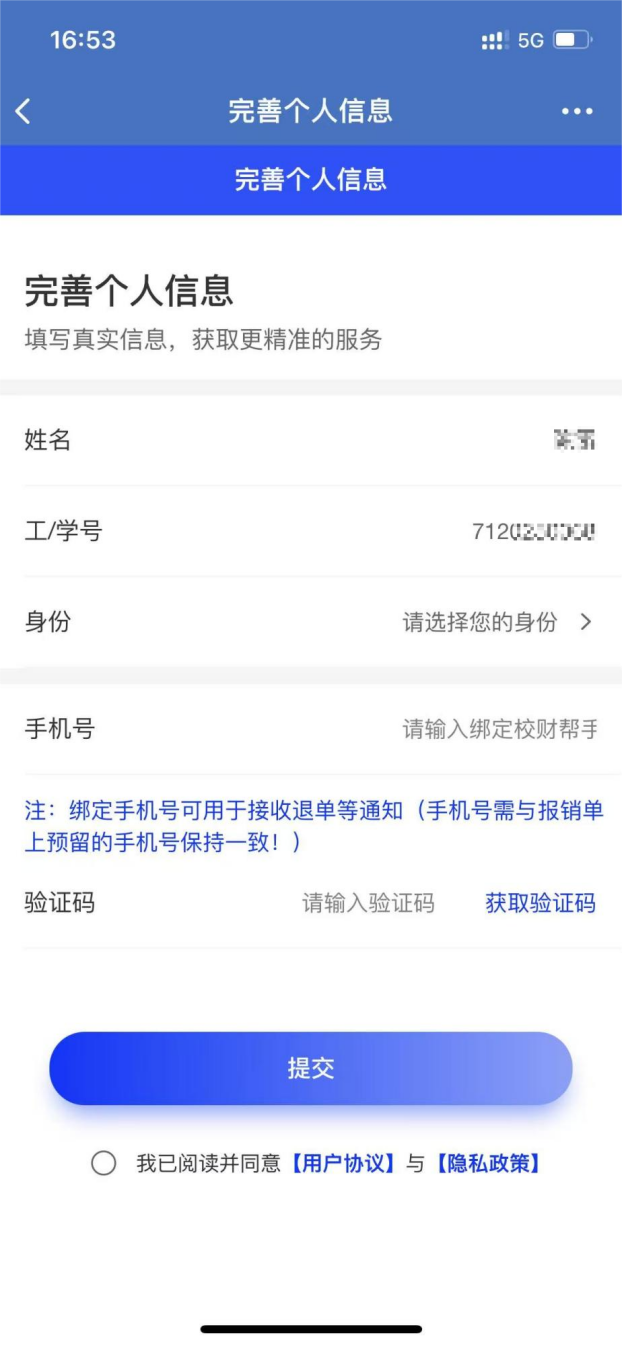 16:53
5G
完善个人信息
完善个人信息
完善个人信息
填写真实信息，获取更精准的服务
姓名
工/学号 7120
身份 请选择您的身份
手机号 请输入绑定校财帮手
注：绑定手机号可用于接收退单等通知（手机号需与报销单
上预留的手机号保持一致！）
验证码 请输入验证码 获取验证码
提交
我已阅读并同意【用户协议】与【隐私政策】